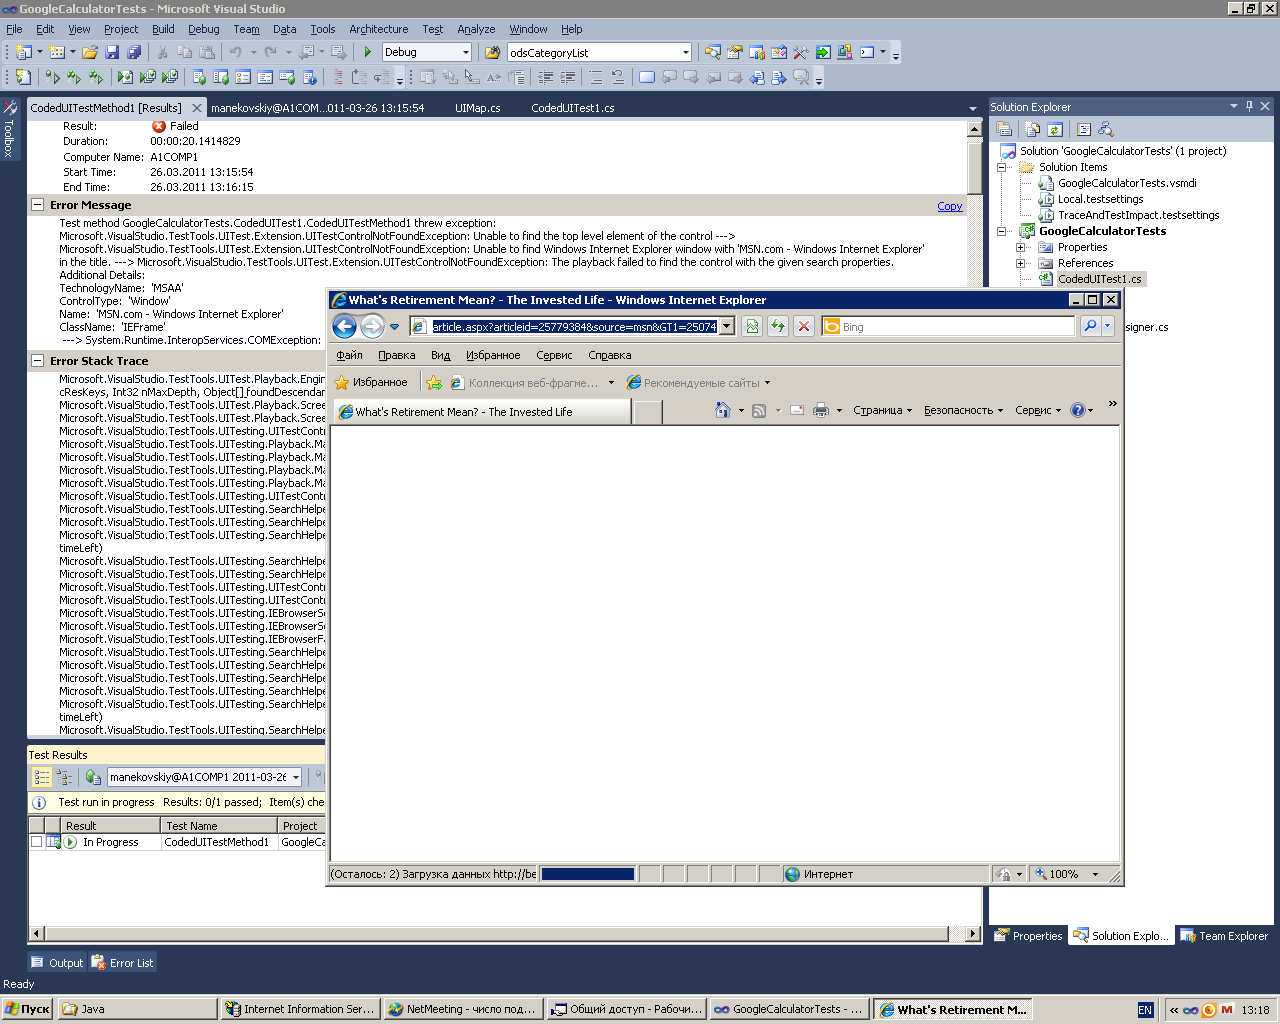 GoogleCalculatorTests - Microsoft Visual Studio
File Edit View Project Build Debug Team Data Tools Architecture Test Analyze Window Help
Debug odsCategoryList
CodedUITestMethod1 [Results] manekovskiy@A1COM...011-03-26 13:15:54 UIMap.cs CodedUITest1.cs
Toolbox
Result: Failed
Duration: 00:00:20.1414829
Computer Name: A1COMP1
Start Time: 26.03.2011 13:15:54
End Time: 26.03.2011 13:16:15
Error Message Copy
Test method GoogleCalculatorTests.CodedUITest1.CodedUITestMethod1 threw exception:
Microsoft.VisualStudio.TestTools.UITest.Extension.UITestControlNotFoundException: Unable to find the top level element of the control --->
Microsoft.VisualStudio.TestTools.UITest.Extension.UITestControlNotFoundException: Unable to find Windows Internet Explorer window with 'MSN.com - Windows Internet Explorer'
in the title. ---> Microsoft.VisualStudio.TestTools.UITest.Extension.UITestControlNotFoundException: The playback failed to find the control with the given search properties.
Additional Details:
TechnologyName: 'MSAA'
ControlType: 'Window'
Name: 'MSN.com - Windows Internet Explorer'
ClassName: 'IEFrame'
---> System.Runtime.InteropServices.COMException:
Error Stack Trace
Microsoft.VisualStudio.TestTools.UITest.Playback.Engin
cResKeys, Int32 nMaxDepth, Object[] foundDescendan
Microsoft.VisualStudio.TestTools.UITest.Playback.Scree
Microsoft.VisualStudio.TestTools.UITest.Playback.Scree
Microsoft.VisualStudio.TestTools.UITesting.UITestContr
Microsoft.VisualStudio.TestTools.UITesting.Playback.Ma
Microsoft.VisualStudio.TestTools.UITesting.Playback.Ma
Microsoft.VisualStudio.TestTools.UITesting.Playback.Ma
Microsoft.VisualStudio.TestTools.UITesting.Playback.Ma
Microsoft.VisualStudio.TestTools.UITesting.UITestContr
Microsoft.VisualStudio.TestTools.UITesting.SearchHelpe
Microsoft.VisualStudio.TestTools.UITesting.SearchHelpe
Microsoft.VisualStudio.TestTools.UITesting.SearchHelpe
timeLeft)
Microsoft.VisualStudio.TestTools.UITesting.SearchHelpe
Microsoft.VisualStudio.TestTools.UITesting.SearchHelpe
Microsoft.VisualStudio.TestTools.UITesting.UITestContr
Microsoft.VisualStudio.TestTools.UITesting.UITestContr
Microsoft.VisualStudio.TestTools.UITesting.IEBrowserSe
Microsoft.VisualStudio.TestTools.UITesting.IEBrowserSe
Microsoft.VisualStudio.TestTools.UITesting.IEBrowserFa
Microsoft.VisualStudio.TestTools.UITesting.SearchHelpe
Microsoft.VisualStudio.TestTools.UITesting.SearchHelpe
Microsoft.VisualStudio.TestTools.UITesting.SearchHelpe
Microsoft.VisualStudio.TestTools.UITesting.SearchHelpe
timeLeft)
Microsoft.VisualStudio.TestTools.UITesting.SearchHelpe
Solution Explorer
Solution 'GoogleCalculatorTests' (1 project)
Solution Items
GoogleCalculatorTests.vsmdi
Local.testsettings
TraceAndTestImpact.testsettings
GoogleCalculatorTests
Properties
References
CodedUITest1.cs
signer.cs
What's Retirement Mean? - The Invested Life - Windows Internet Explorer
article.aspx?articleid=25779384&source=msn&GT1=25074 Bing
Файл Правка Вид Избранное Сервис Справка
Избранное Коллекция веб-фрагме... Рекомендуемые сайты
What's Retirement Mean? - The Invested Life Страница Безопасность Сервис »
(Осталось: 2) Загрузка данных http://be Интернет 100%
Test Results
manekovskiy@A1COMP1 2011-03-26
Test run in progress Results: 0/1 passed; Item(s) che
Result Test Name Project
In Progress CodedUITestMethod1 GoogleCa
Properties Solution Explo... Team Explorer
Output Error List
Ready
Пуск Java Internet Information Ser... NetMeeting - число под... Общий доступ - Рабочи... GoogleCalculatorTests - ... What's Retirement M... EN « 13:18